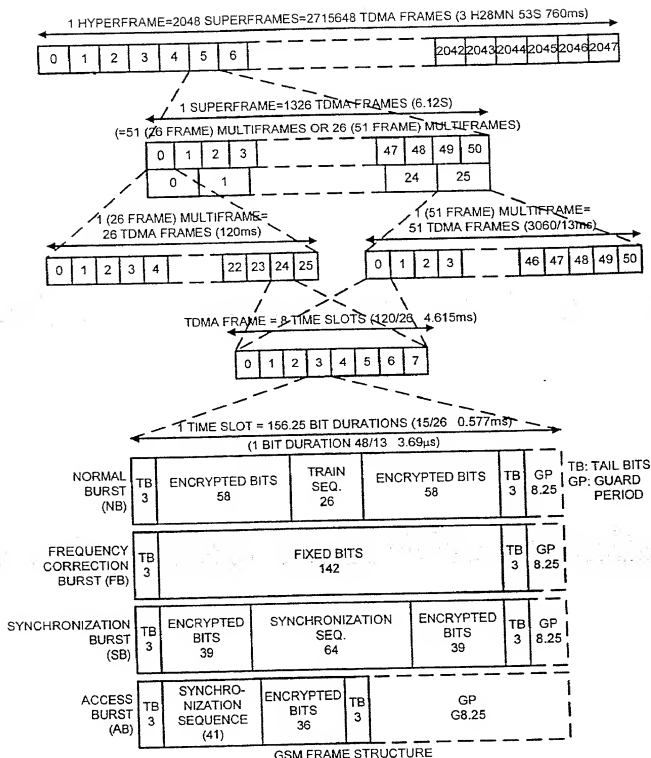 1 HYPERFRAME=2048 SUPERFRAMES=2715648 TDMA FRAMES (3 H28MN 53S 760ms)
0 1 2 3 4 5 6 2042 2043 2044 2045 2046 2047
1 SUPERFRAME=1326 TDMA FRAMES (6.12S)
(=51 (26 FRAME) MULTIFRAMES OR 26 (51 FRAME) MULTIFRAMES)
0 1 2 3 47 48 49 50
0 1 24 25
1 (26 FRAME) MULTIFRAME=
26 TDMA FRAMES (120ms)
1 (51 FRAME) MULTIFRAME=
51 TDMA FRAMES (3060/13ms)
0 1 2 3 4 22 23 24 25
0 1 2 3 46 47 48 49 50
TDMA FRAME = 8 TIME SLOTS (120/26 4.615ms)
0 1 2 3 4 5 6 7
1 TIME SLOT = 156.25 BIT DURATIONS (15/26 0.577ms)
(1 BIT DURATION 48/13 3.69µs)
NORMAL
BURST
(NB)
TB
3
ENCRYPTED BITS
58
TRAIN
SEQ.
26
ENCRYPTED BITS
58
TB
3
GP
8.25
TB: TAIL BITS
GP: GUARD
PERIOD
FREQUENCY
CORRECTION
BURST (FB)
TB
3
FIXED BITS
142
TB
3
GP
8.25
SYNCHRONIZATION
BURST
(SB)
TB
3
ENCRYPTED
BITS
39
SYNCHRONIZATION
SEQ.
64
ENCRYPTED
BITS
39
TB
3
GP
8.25
ACCESS
BURST
(AB)
TB
3
SYNCHRO-
NIZATION
SEQUENCE
(41)
ENCRYPTED
BITS
36
TB
3
GP
G8.25
GSM FRAME STRUCTURE